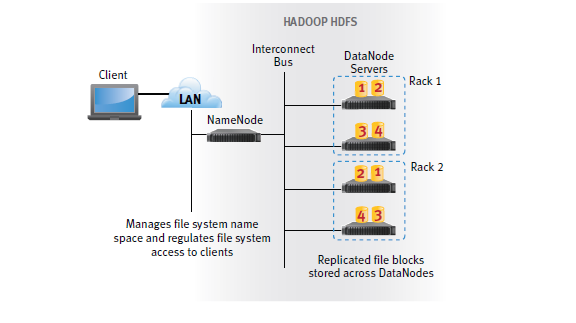 HADOOP HDFS
Interconnect
Bus
DataNode
Servers
Client
Rack 1
1 2
LAN
NameNode
3 4
Rack 2
2 1
4 3
Manages file system name
space and regulates file system
access to clients
Replicated file blocks
stored across DataNodes